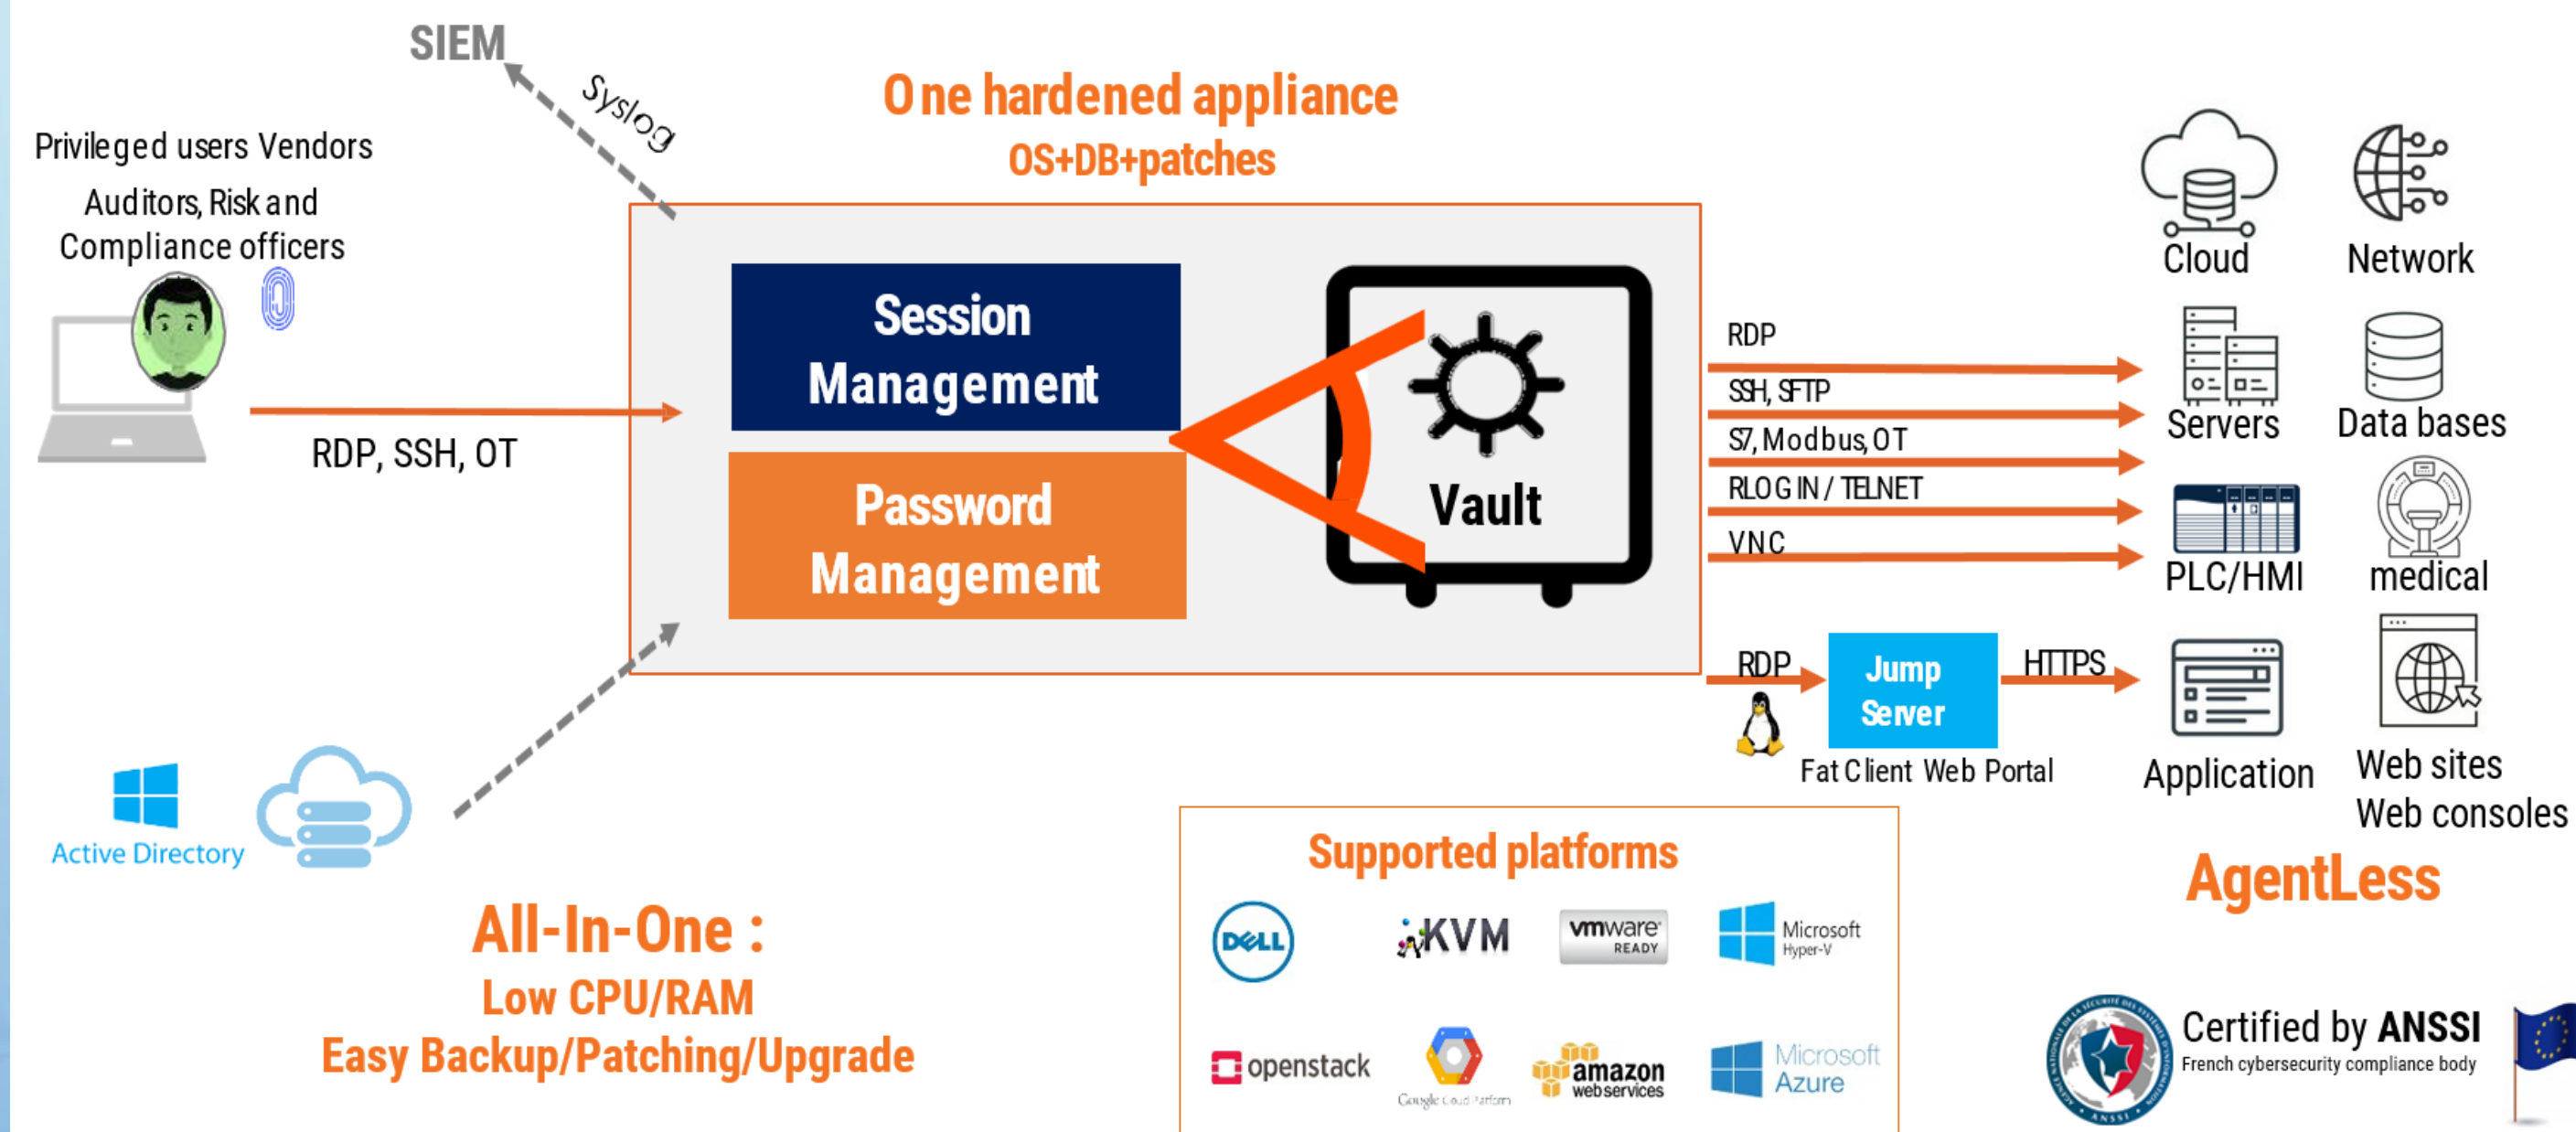 SIEM
Syslog
One hardened appliance
OS+DB+patches
Privileged users Vendors
Auditors, Risk and
Compliance officers
RDP, SSH, OT
Session
Management
Password
Management
Vault
RDP
SSH, SFTP
S7, Modbus, OT
RLOGIN / TELNET
VNC
RDP
Jump
Server
HTTPS
Fat Client Web Portal
Cloud
Network
Servers
Data bases
PLC/HMI
medical
Application
Web sites
Web consoles
AgentLess
Active Directory
All-In-One :
Low CPU/RAM
Easy Backup/Patching/Upgrade
Supported platforms
DELL
KVM
vmware
READY
Microsoft
Hyper-V
openstack
Google Cloud Platform
amazon
webservices
Microsoft
Azure
Certified by ANSSI
French cybersecurity compliance body
ANSSI